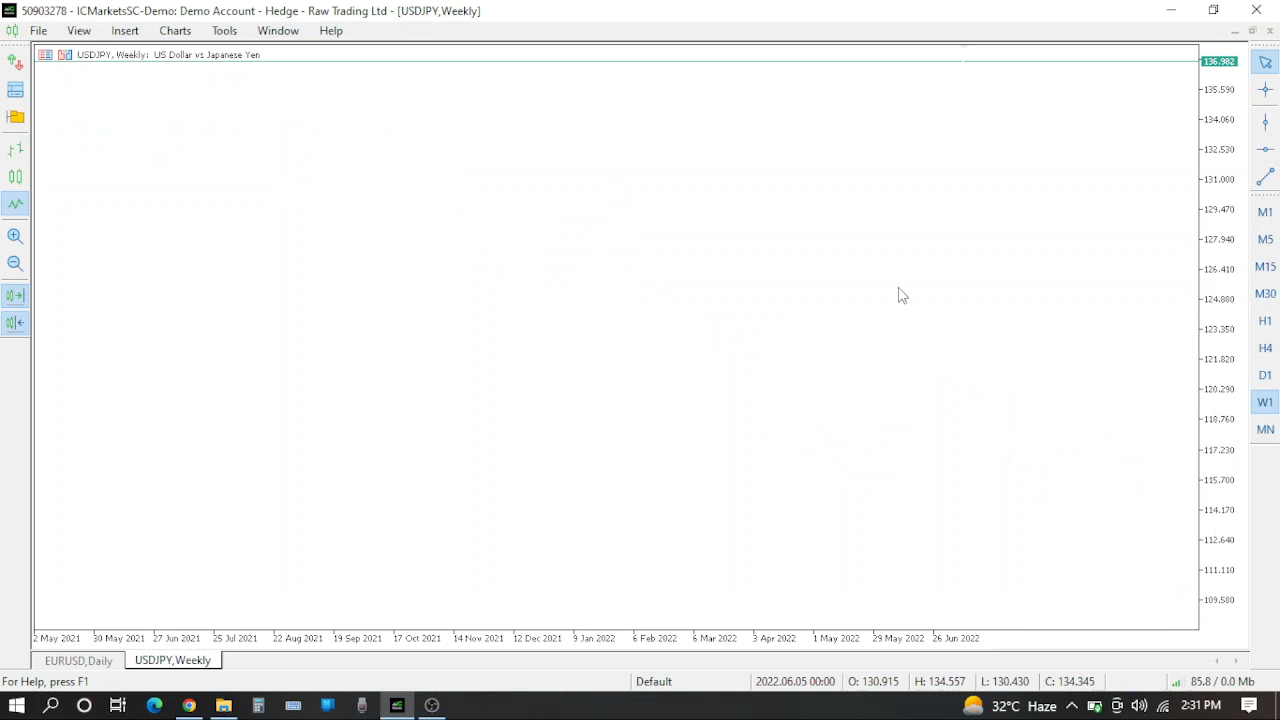 50903278 - ICMarketsSC-Demo: Demo Account - Hedge - Raw Trading Ltd - [USDJPY,Weekly]
File View Insert Charts Tools Window Help
USDJPY, Weekly: US Dollar vs Japanese Yen
136.982
135.590
134.060
132.530
131.000
129.470
127.940
126.410
124.880
123.350
121.820
120.290
118.760
117.230
115.700
114.170
112.640
111.110
109.580
M1
M5
M15
M30
H1
H4
D1
W1
MN
2 May 2021 30 May 2021 27 Jun 2021 25 Jul 2021 22 Aug 2021 19 Sep 2021 17 Oct 2021 14 Nov 2021 12 Dec 2021 9 Jan 2022 6 Feb 2022 6 Mar 2022 3 Apr 2022 1 May 2022 29 May 2022 26 Jun 2022
EURUSD,Daily USDJPY,Weekly
For Help, press F1 Default 2022.06.05 00:00 O: 130.915 H: 134.557 L: 130.430 C: 134.345 85.8 / 0.0 Mb
32°C Haze 2:31 PM